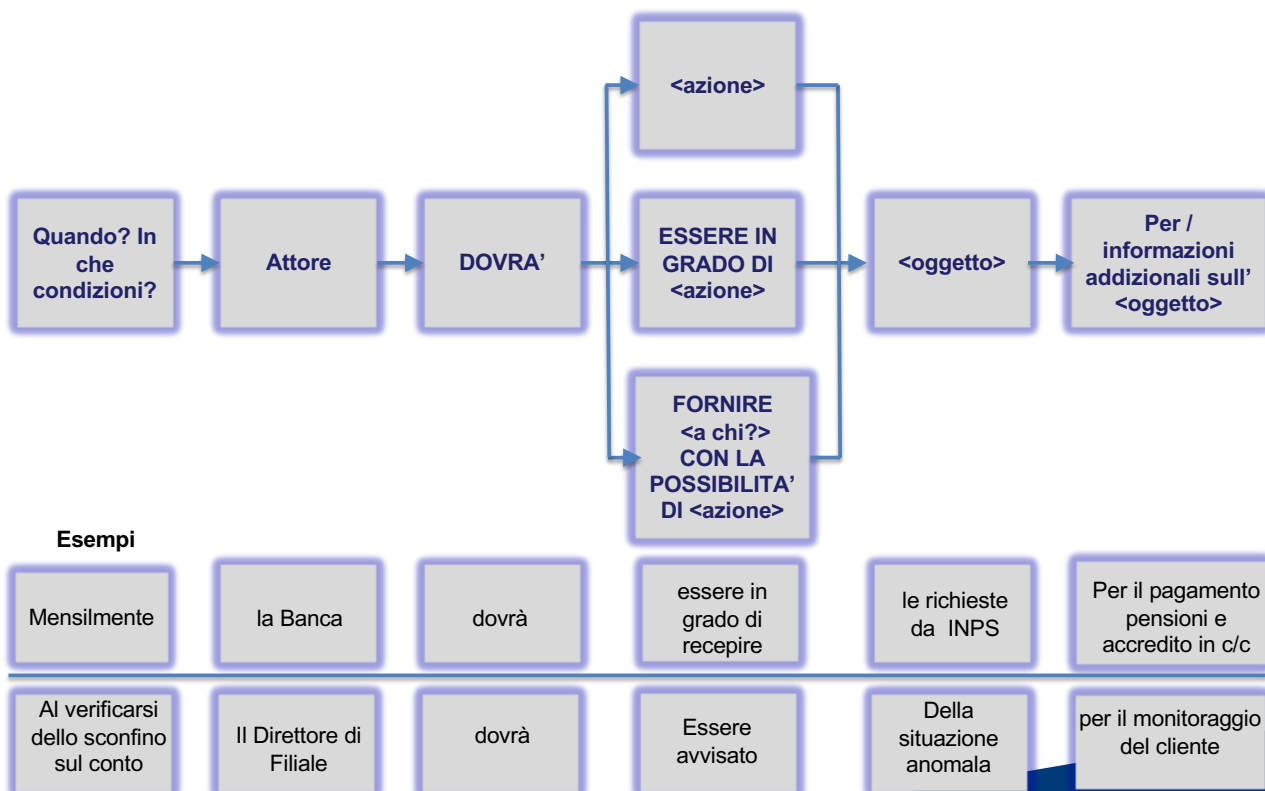 <azione>
Quando? In
che
condizioni?
Attore
DOVRA’
ESSERE IN
GRADO DI
<azione>
<oggetto>
Per /
informazioni
addizionali sull’
<oggetto>
FORNIRE
<a chi?>
CON LA
POSSIBILITA’
DI <azione>
Esempi
Mensilmente
la Banca
dovrà
essere in
grado di
recepire
le richieste
da INPS
Per il pagamento
pensioni e
accredito in c/c
Al verificarsi
dello sconfino
sul conto
Il Direttore di
Filiale
dovrà
Essere
avvisato
Della
situazione
anomala
per il monitoraggio
del cliente